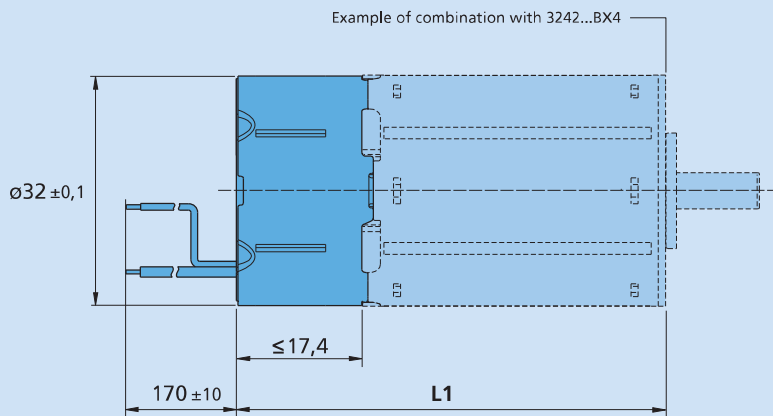 Example of combination with 3242...BX4
ø32 ±0,1
≤17,4
170 ±10
L1